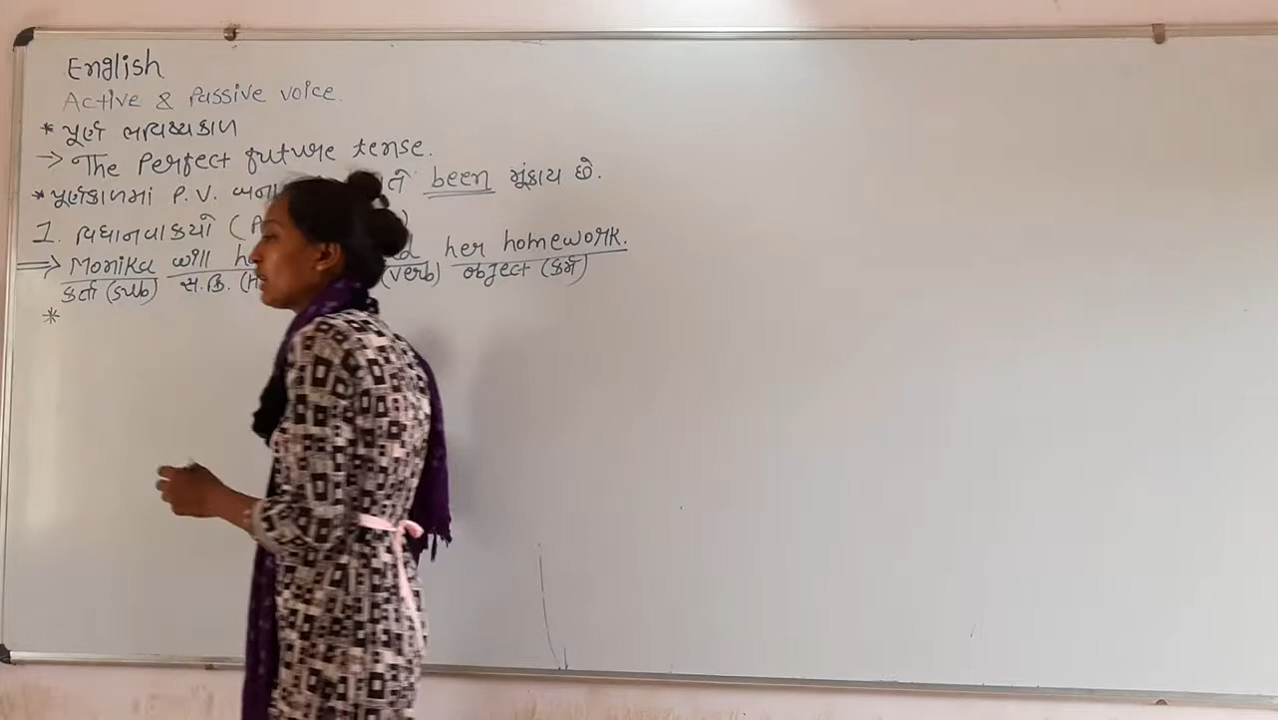 English
Active & Passive voice.
* પૂર્ણ ભવિષ્યકાળ
→ The Perfect future tense.
* પૂર્ણકાળમાં P.V. been મૂકાય છે.
1. વિધાનવાકયો (
⇒ Monika will her homework.
કર્તા (sub) સ.ક્રિ. (verb) object (કર્મ)
*